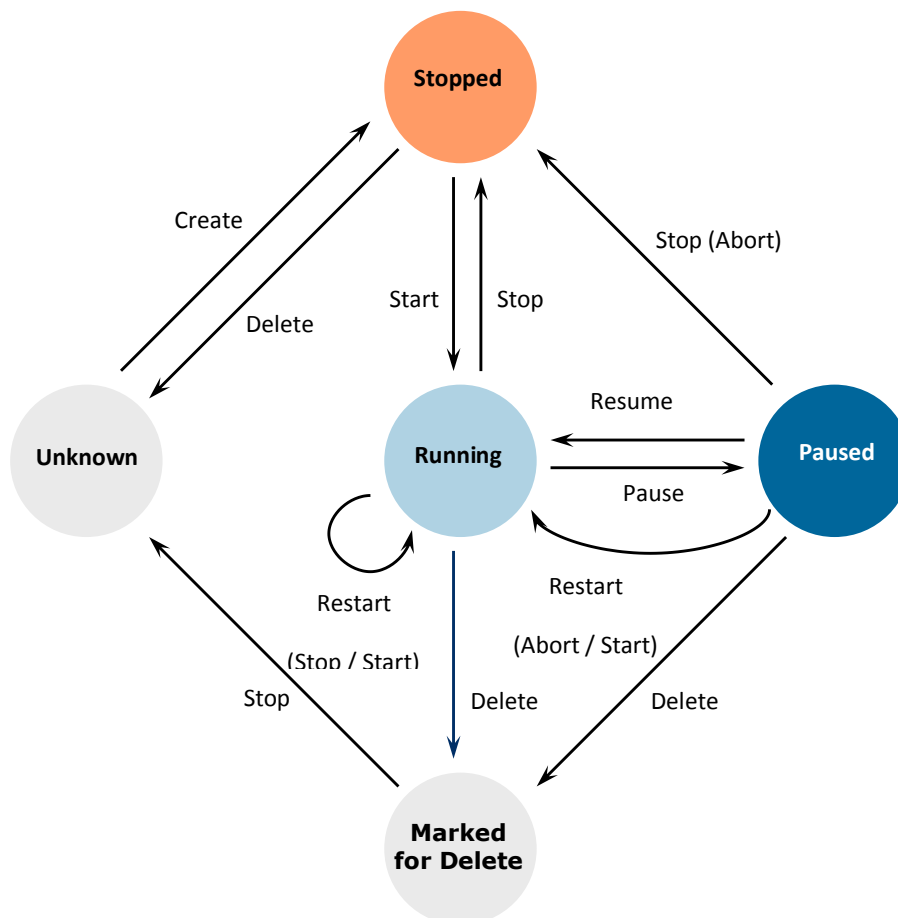 Stopped
Create
Stop (Abort)
Delete
Start
Stop
Resume
Unknown
Running
Paused
Pause
Restart
(Stop / Start)
Restart
(Abort / Start)
Stop
Delete
Delete
Marked
for Delete